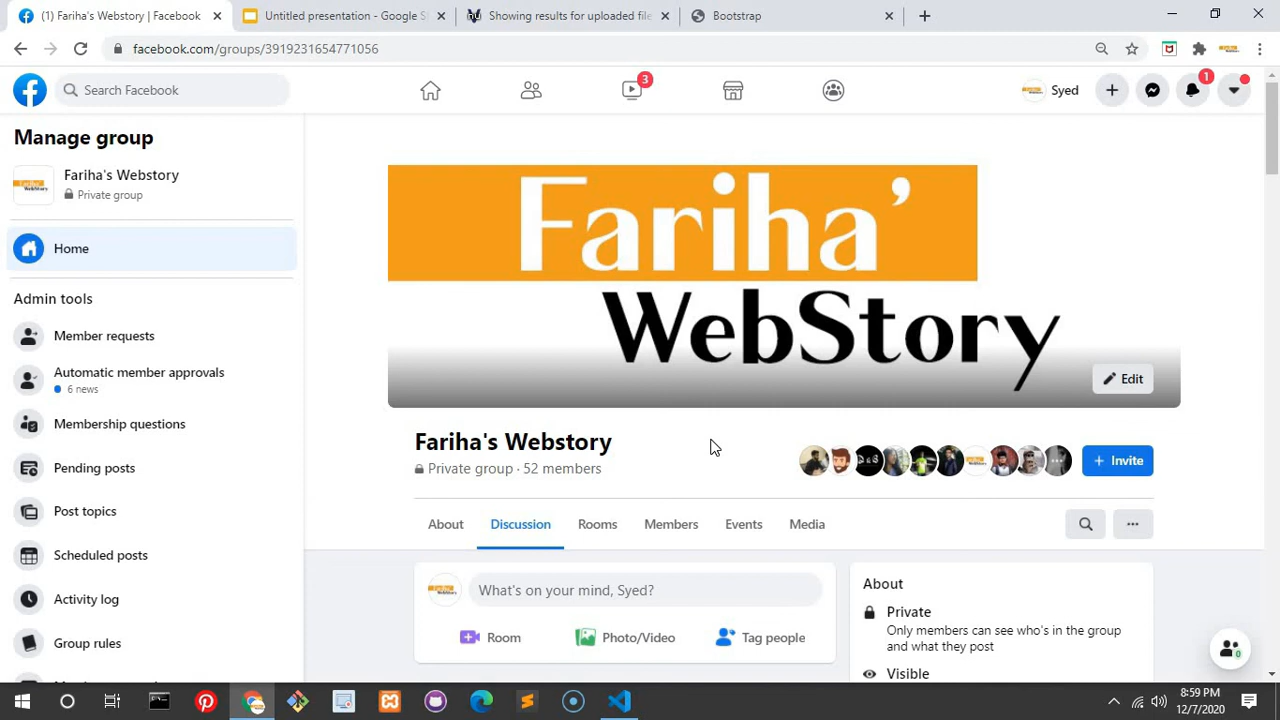 (1) Fariha's Webstory | Facebook
Untitled presentation - Google S
Showing results for uploaded file
Bootstrap
facebook.com/groups/3919231654771056
Search Facebook
3
Syed
1
Manage group
Fariha's Webstory
Private group
Home
Admin tools
Member requests
Automatic member approvals
6 news
Membership questions
Pending posts
Post topics
Scheduled posts
Activity log
Group rules
Fariha'
WebStory
Edit
Fariha's Webstory
Private group · 52 members
+ Invite
About
Discussion
Rooms
Members
Events
Media
What's on your mind, Syed?
Room
Photo/Video
Tag people
About
Private
Only members can see who's in the group
and what they post
Visible
0
8:59 PM
12/7/2020